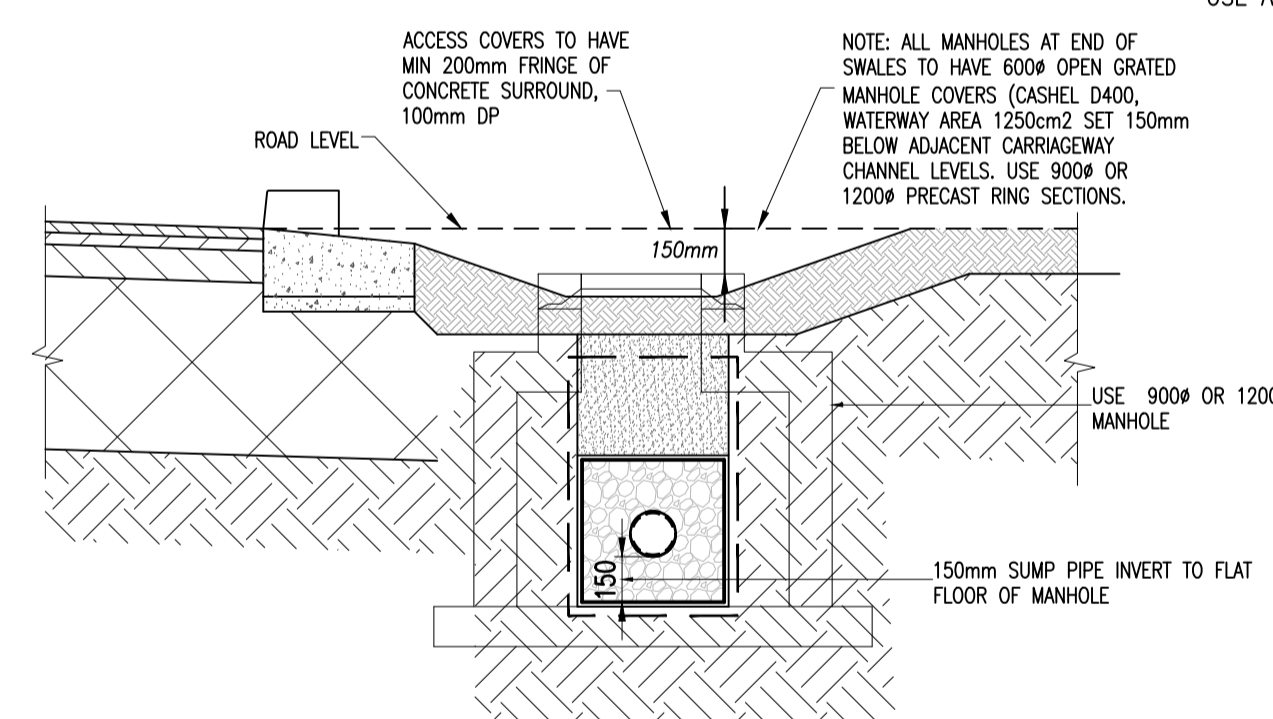 USE A
ACCESS COVERS TO HAVE
MIN 200mm FRINGE OF
CONCRETE SURROUND,
100mm DP
NOTE: ALL MANHOLES AT END OF
SWALES TO HAVE 600ø OPEN GRATED
MANHOLE COVERS (CASHEL D400,
WATERWAY AREA 1250cm2 SET 150mm
BELOW ADJACENT CARRIAGEWAY
CHANNEL LEVELS. USE 900ø OR
1200ø PRECAST RING SECTIONS.
ROAD LEVEL
150mm
USE 900ø OR 1200
MANHOLE
150
150mm SUMP PIPE INVERT TO FLAT
FLOOR OF MANHOLE